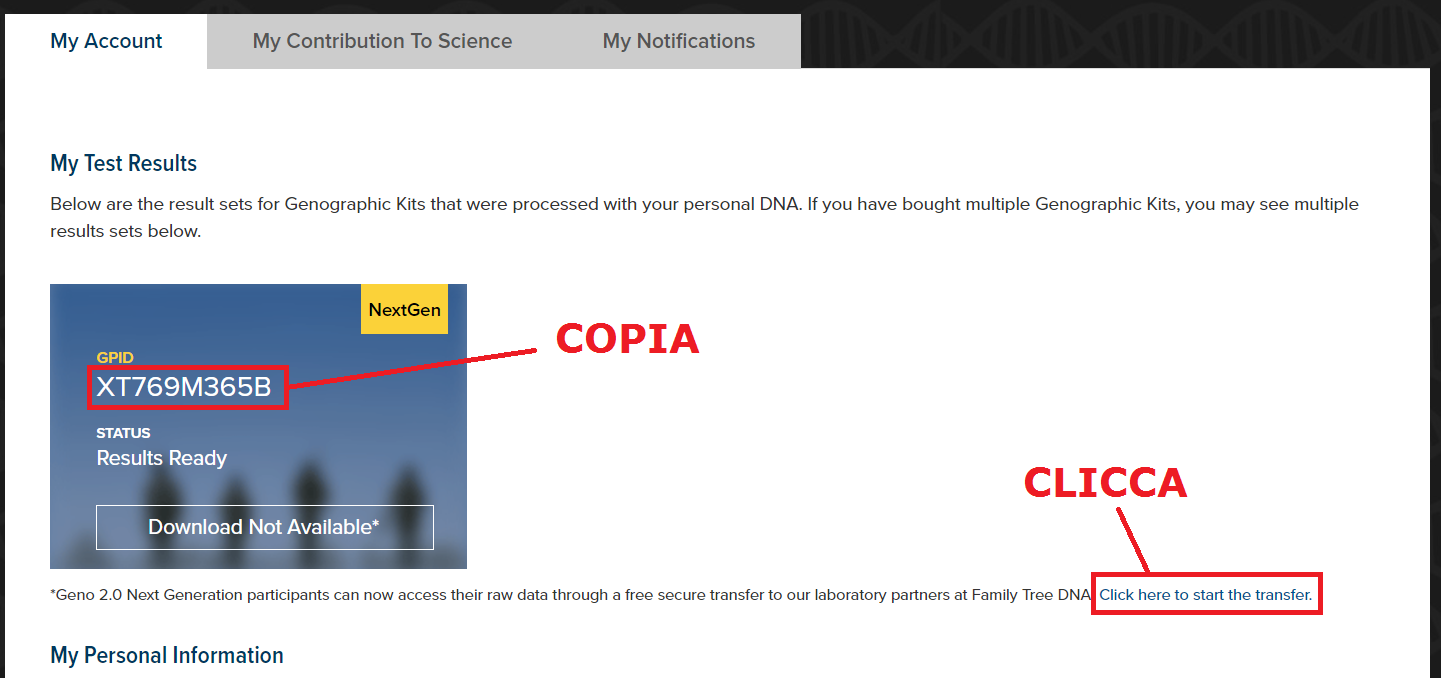 My Account
My Contribution To Science
My Notifications
My Test Results
Below are the result sets for Genographic Kits that were processed with your personal DNA. If you have bought multiple Genographic Kits, you may see multiple
results sets below.
NextGen
COPIA
GPID
XT769M365B
STATUS
Results Ready
CLICCA
Download Not Available*
*Geno 2.0 Next Generation participants can now access their raw data through a free secure transfer to our laboratory partners at Family Tree DNA Click here to start the transfer.
My Personal Information